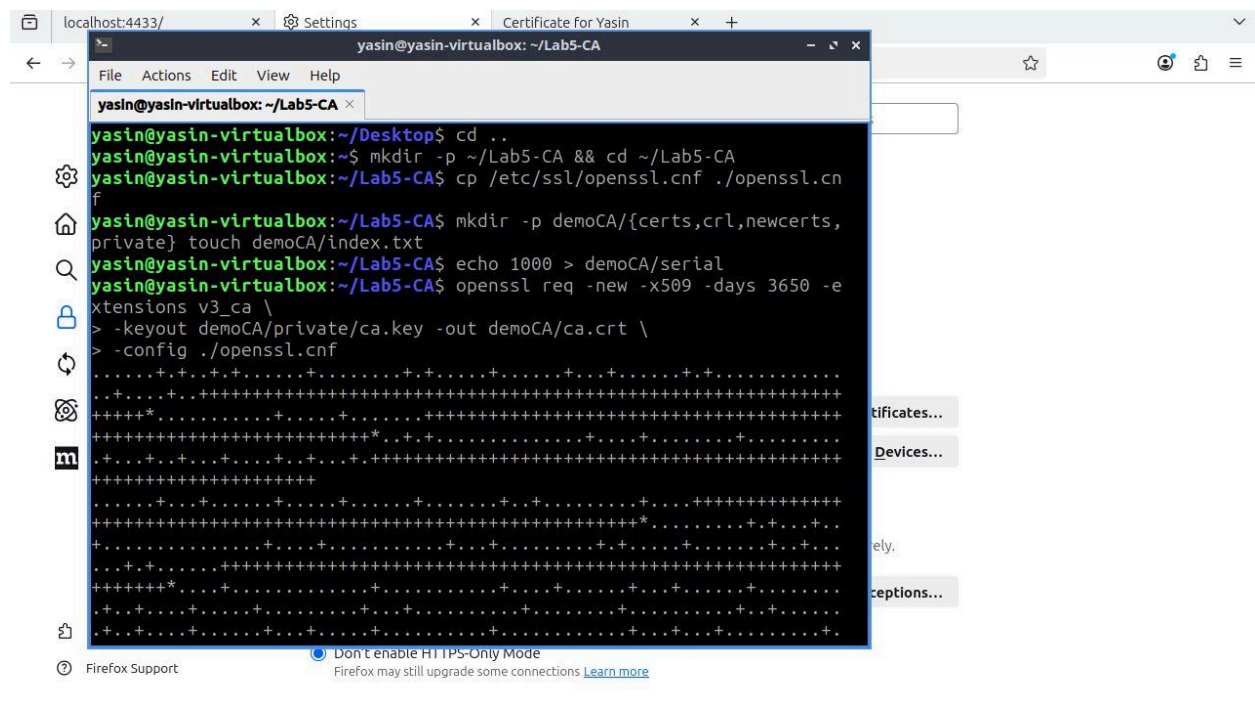 localhost:4433/ × Settings × Certificate for Yasin × +
yasin@yasin-virtualbox: ~/Lab5-CA
File Actions Edit View Help
yasin@yasin-virtualbox: ~/Lab5-CA ×
yasin@yasin-virtualbox:~/Desktop$ cd ..
yasin@yasin-virtualbox:~$ mkdir -p ~/Lab5-CA && cd ~/Lab5-CA
yasin@yasin-virtualbox:~/Lab5-CA$ cp /etc/ssl/openssl.cnf ./openssl.cn
f
yasin@yasin-virtualbox:~/Lab5-CA$ mkdir -p demoCA/{certs,crl,newcerts,
private} touch demoCA/index.txt
yasin@yasin-virtualbox:~/Lab5-CA$ echo 1000 > demoCA/serial
yasin@yasin-virtualbox:~/Lab5-CA$ openssl req -new -x509 -days 3650 -e
xtensions v3_ca \
> -keyout demoCA/private/ca.key -out demoCA/ca.crt \
> -config ./openssl.cnf
tificates...
Devices...
ely.
ceptions...
Don't enable HTTPS-Only Mode
Firefox may still upgrade some connections Learn more
Firefox Support